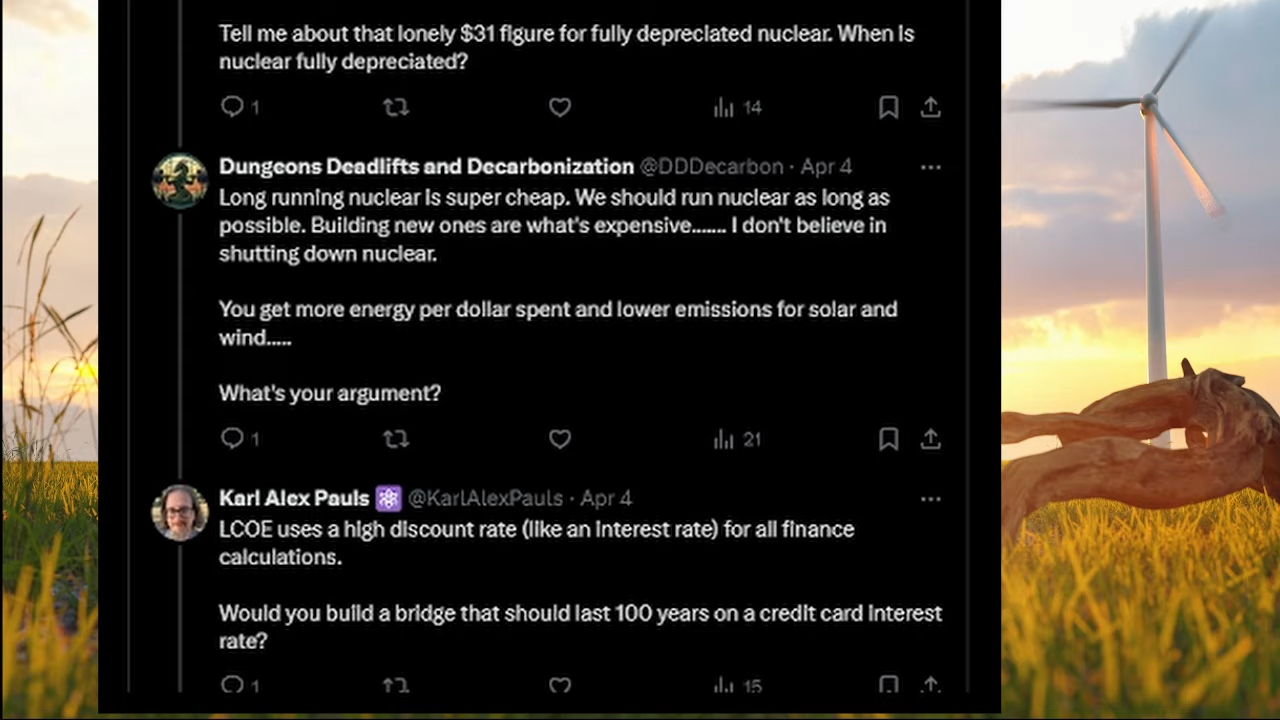 Tell me about that lonely $31 figure for fully depreciated nuclear. When is
nuclear fully depreciated?
1 14
Dungeons Deadlifts and Decarbonization @DDDecarbon · Apr 4
Long running nuclear is super cheap. We should run nuclear as long as
possible. Building new ones are what's expensive....... I don't believe in
shutting down nuclear.
You get more energy per dollar spent and lower emissions for solar and
wind.....
What's your argument?
1 21
Karl Alex Pauls @KarlAlexPauls · Apr 4
LCOE uses a high discount rate (like an interest rate) for all finance
calculations.
Would you build a bridge that should last 100 years on a credit card interest
rate?
1 15